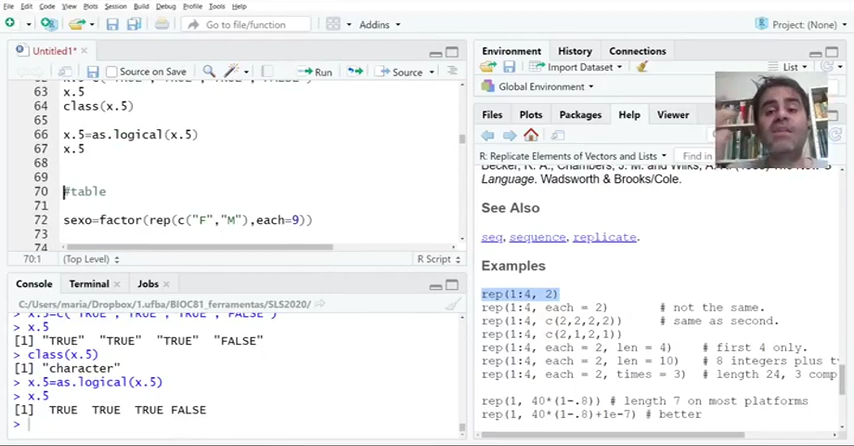 File Edit Code View Plots Session Build Debug Profile Tools Help
Go to file/function
Addins
Project: (None)
Untitled1*
Source on Save
Run
Source
63 x.5
64 class(x.5)
65
66 x.5=as.logical(x.5)
67 x.5
68
69
70 #table
71
72 sexo=factor(rep(c("F","M"),each=9))
73
74
70:1 (Top Level) R Script
Console Terminal Jobs
C:/Users/maria/Dropbox/1.ufba/BIOC81_ferramentas/SLS2020/
> x.5=c("TRUE","TRUE","TRUE","FALSE")
> x.5
[1] "TRUE" "TRUE" "TRUE" "FALSE"
> class(x.5)
[1] "character"
> x.5=as.logical(x.5)
> x.5
[1] TRUE TRUE TRUE FALSE
>
Environment History Connections
Import Dataset
List
Global Environment
Files Plots Packages Help Viewer
R: Replicate Elements of Vectors and Lists
Find in
Language. Wadsworth & Brooks/Cole.
See Also
seq, sequence, replicate.
Examples
rep(1:4, 2)
rep(1:4, each = 2) # not the same.
rep(1:4, c(2,2,2,2)) # same as second.
rep(1:4, c(2,1,2,1))
rep(1:4, each = 2, len = 4) # first 4 only.
rep(1:4, each = 2, len = 10) # 8 integers plus t
rep(1:4, each = 2, times = 3) # length 24, 3 comp
rep(1, 40*(1-.8)) # length 7 on most platforms
rep(1, 40*(1-.8)+1e-7) # better